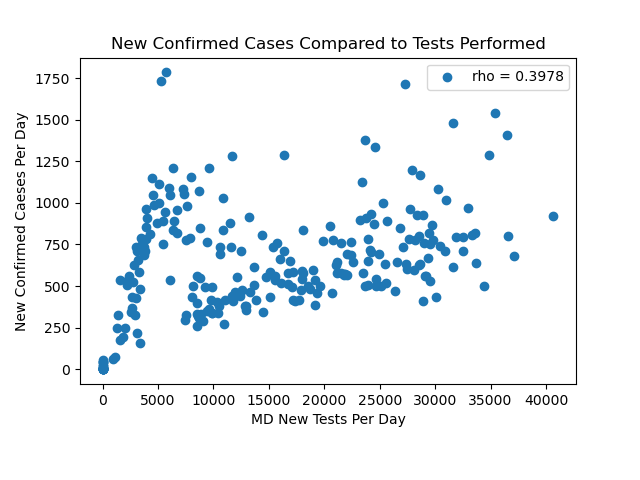 New Confirmed Cases Compared to Tests Performed
rho = 0.3978
1750
1500
1250
1000
750
500
250
0
New Confirmed Caeses Per Day
0 5000 10000 15000 20000 25000 30000 35000 40000
MD New Tests Per Day